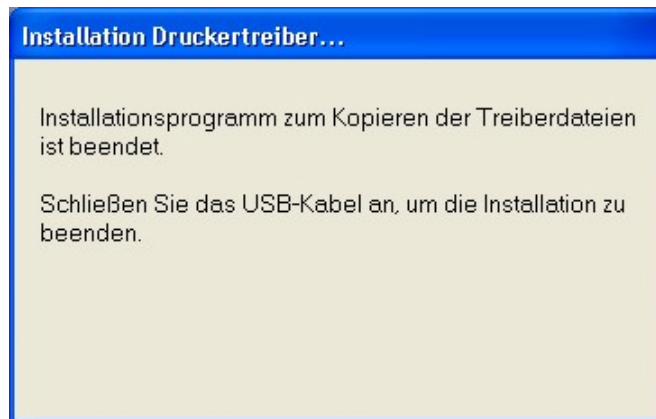 Installation Druckertreiber...
Installationsprogramm zum Kopieren der Treiberdateien
ist beendet.
Schließen Sie das USB-Kabel an, um die Installation zu
beenden.